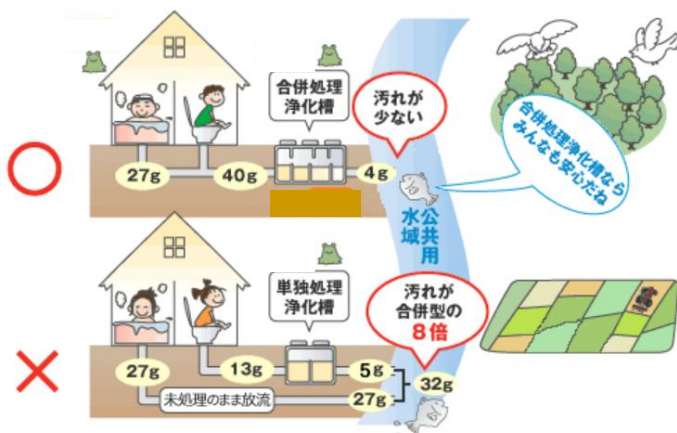 合併処理
浄化槽
汚れが
少ない
27g
40g
4g
合併処理浄化槽なら
みんなも安心だね
公共用
水域
単独処理
浄化槽
汚れが
合併型の
8倍
27g
13g
5g
32g
未処理のまま放流
27g